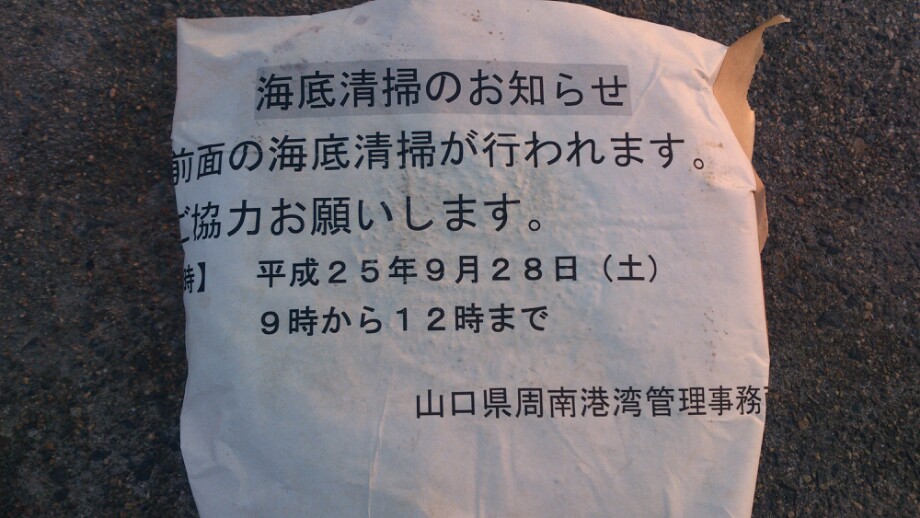 海底清掃のお知らせ
前面の海底清掃が行われます。
ご協力お願いします。
時】 平成２５年９月２８日（土）
９時から１２時まで
山口県周南港湾管理事務